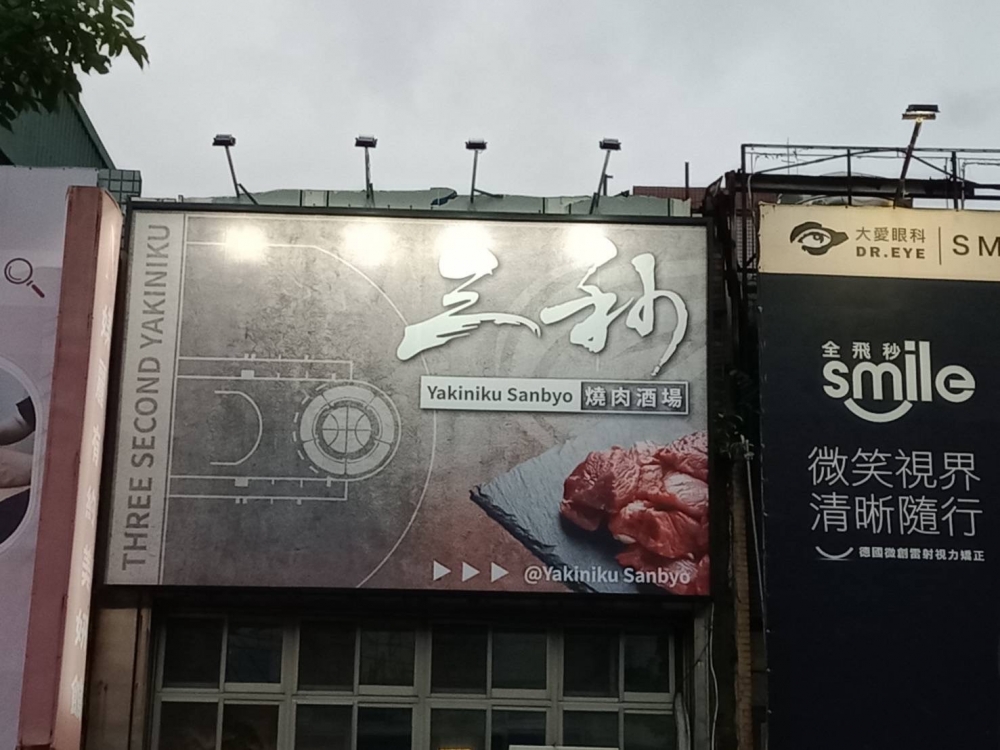 THREE SECOND YAKINIKU
三秒
Yakiniku Sanbyo 燒肉酒場
@Yakiniku Sanbyo
大愛眼科
DR.EYE
SM
全飛秒
smile
微笑視界
清晰隨行
德國微創雷射視力矯正